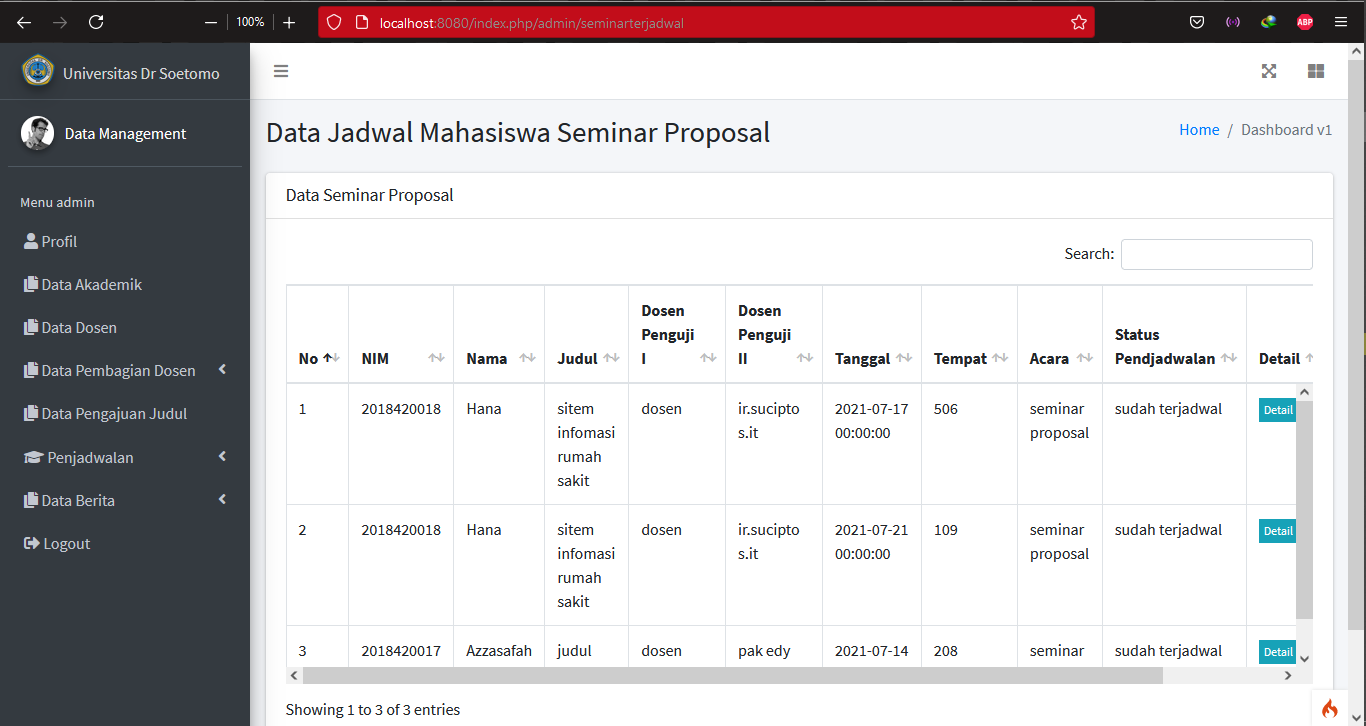 100%
localhost:8080/index.php/admin/seminarterjadwal
ABP
Universitas Dr Soetomo
Data Management
Menu admin
Profil
Data Akademik
Data Dosen
Data Pembagian Dosen
Data Pengajuan Judul
Penjadwalan
Data Berita
Logout
Data Jadwal Mahasiswa Seminar Proposal
Home / Dashboard v1
Data Seminar Proposal
Search:
No NIM Nama Judul Dosen Penguji I Dosen Penguji II Tanggal Tempat Acara Status Pendjadwalan Detail
1 2018420018 Hana sitem infomasi rumah sakit dosen ir.sucipto s.it 2021-07-17 00:00:00 506 seminar proposal sudah terjadwal Detail
2 2018420018 Hana sitem infomasi rumah sakit dosen ir.sucipto s.it 2021-07-21 00:00:00 109 seminar proposal sudah terjadwal Detail
3 2018420017 Azzasafah judul dosen pak edy 2021-07-14 208 seminar sudah terjadwal Detail
Showing 1 to 3 of 3 entries